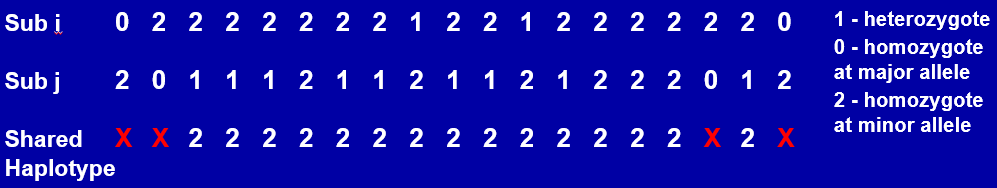 Sub j 0 2 2 2 2 2 2 2 1 2 2 1 2 2 2 2 2 2 0
Sub j 2 0 1 1 1 2 1 1 2 1 1 2 1 2 2 2 0 1 2
Shared X X 2 2 2 2 2 2 2 2 2 2 2 2 2 2 X 2 X
Haplotype
1 - heterozygote
0 - homozygote
at major allele
2 - homozygote
at minor allele